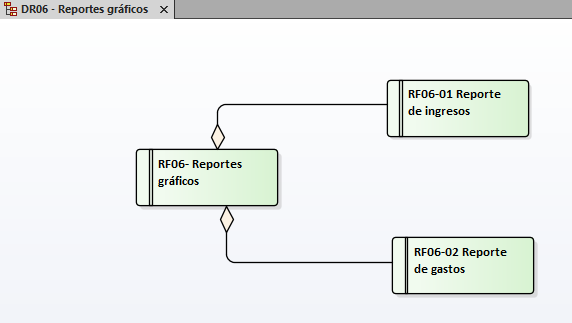 DR06 - Reportes gráficos
RF06-01 Reporte
de ingresos
RF06- Reportes
gráficos
RF06-02 Reporte
de gastos